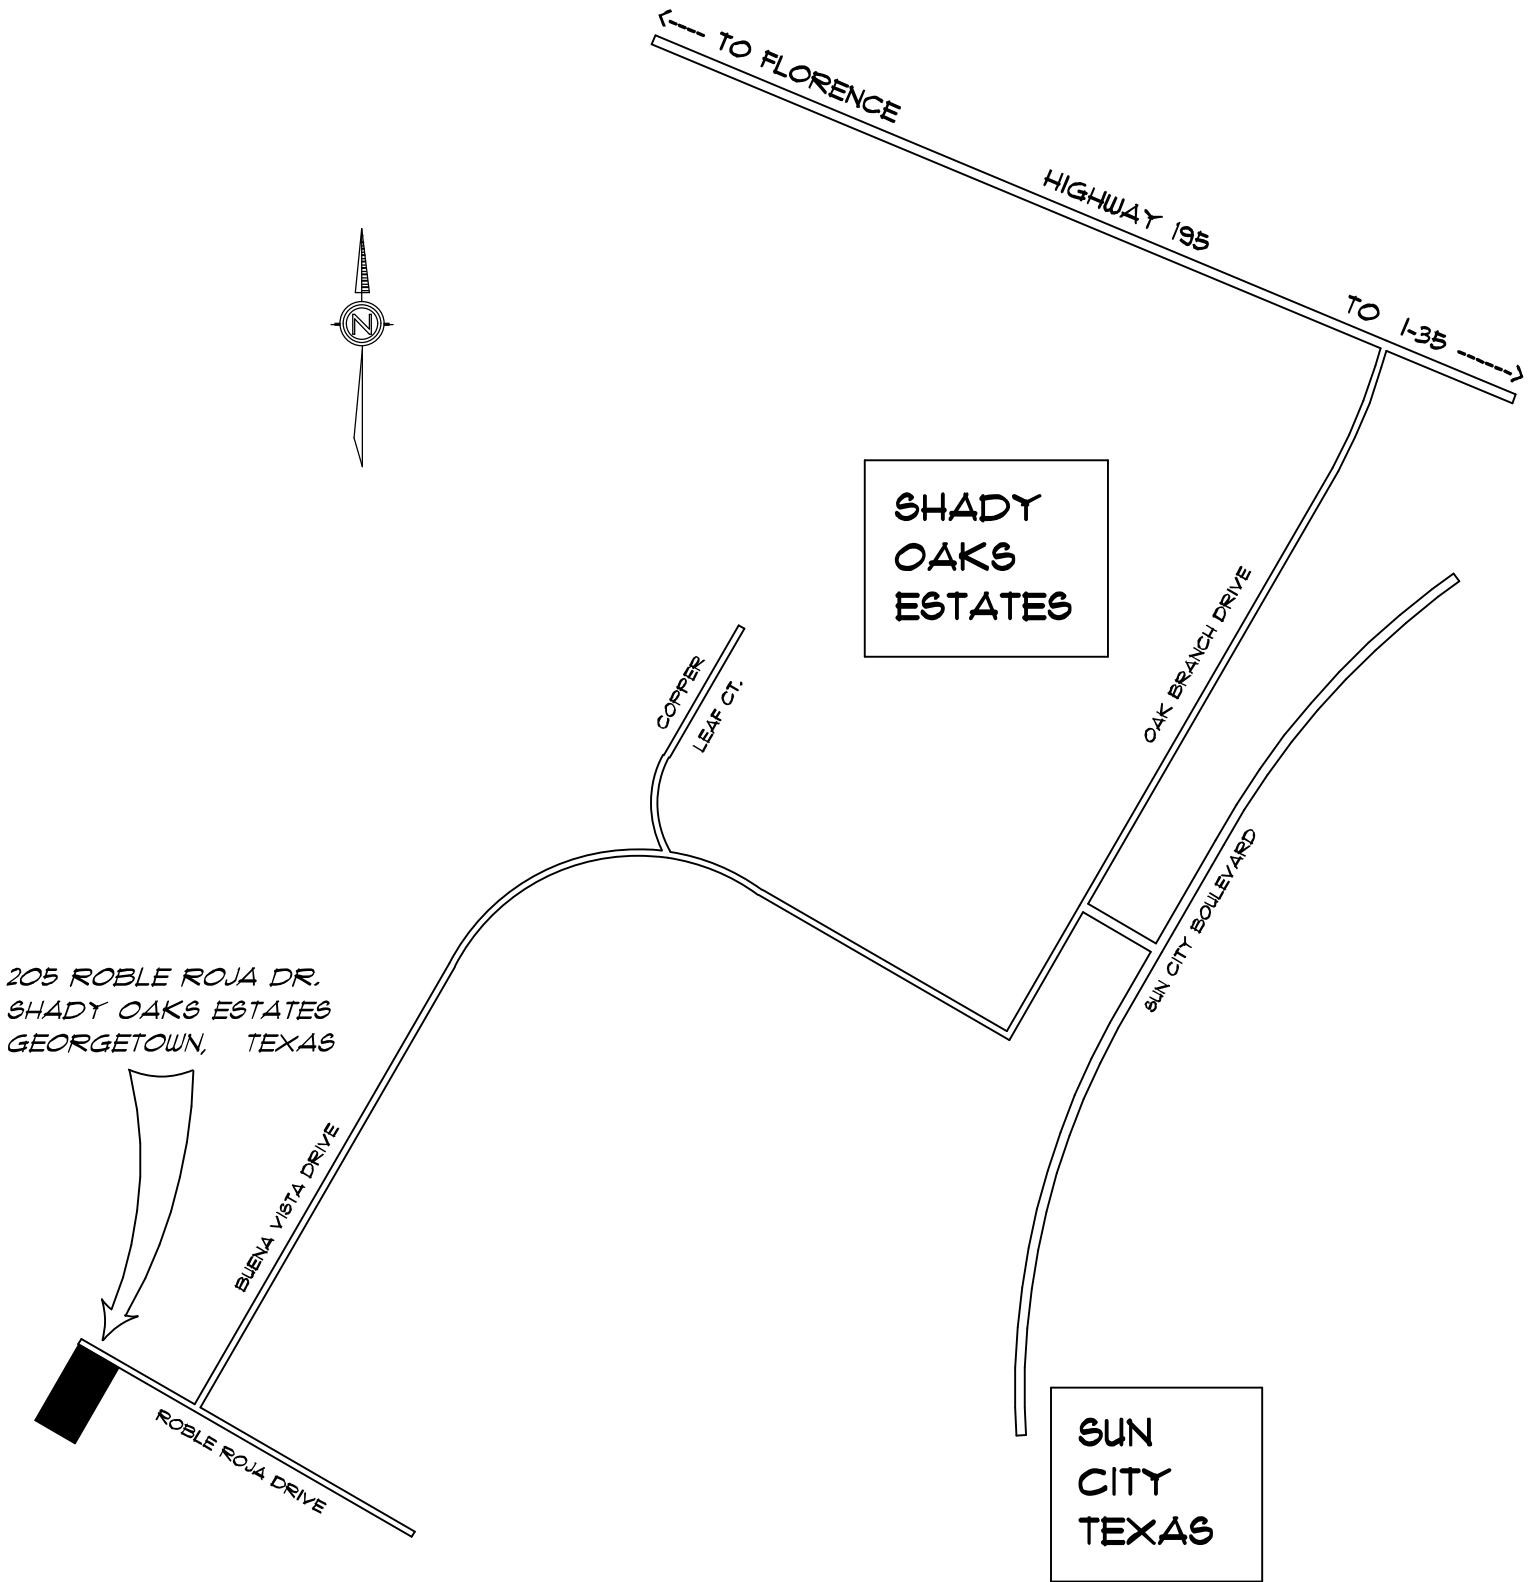 <---- TO FLORENCE
HIGHWAY 195
TO I-35 ------>
N
SHADY
OAKS
ESTATES
OAK BRANCH DRIVE
COPPER
LEAF CT.
SUN CITY BOULEVARD
205 ROBLE ROJA DR.
SHADY OAKS ESTATES
GEORGETOWN, TEXAS
BUENA VISTA DRIVE
ROBLE ROJA DRIVE
SUN
CITY
TEXAS